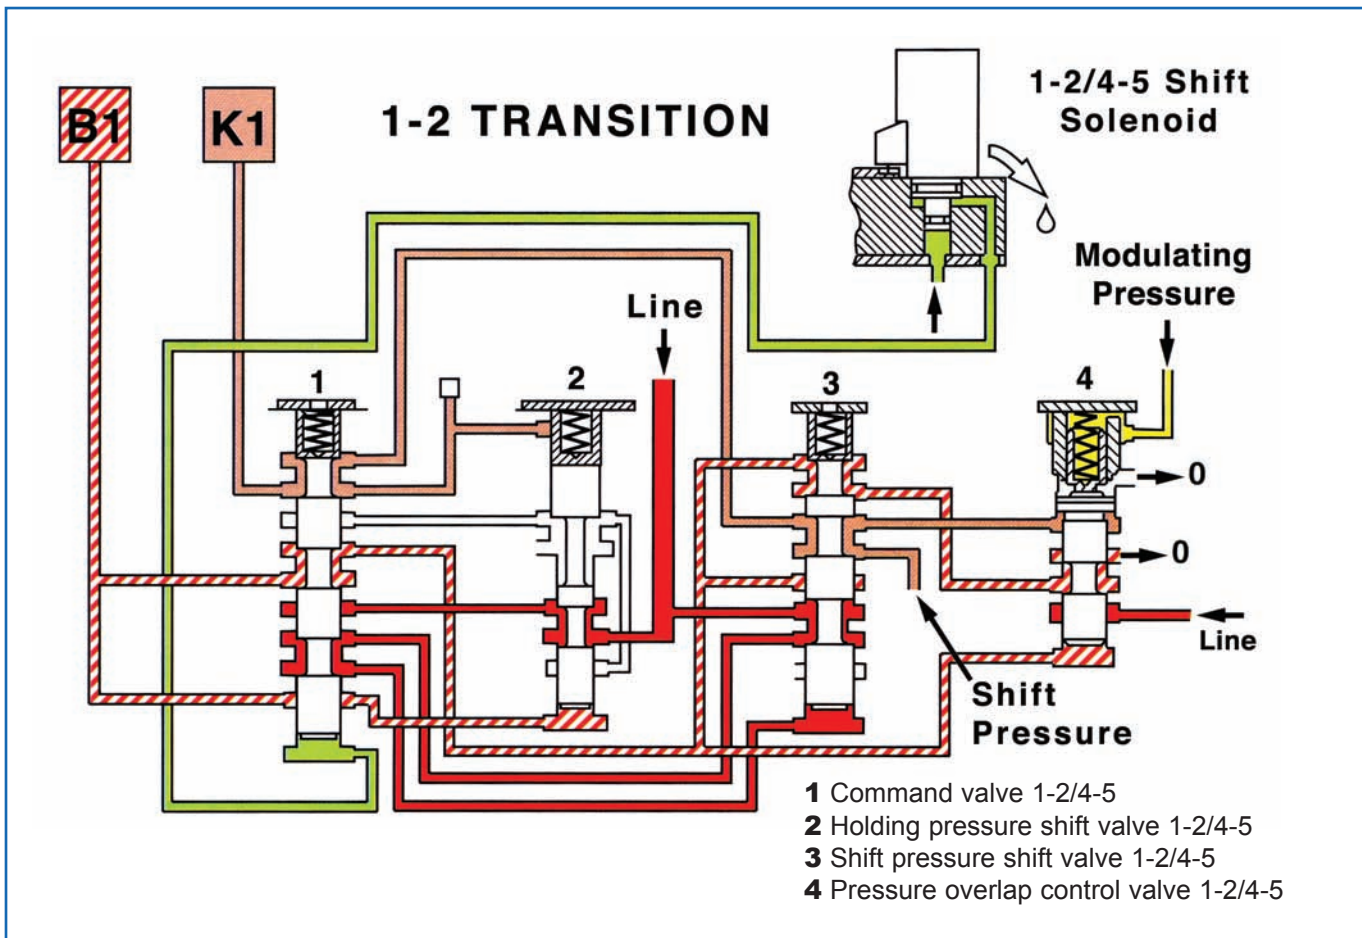 B1
K1
1-2 TRANSITION
1-2/4-5 Shift
Solenoid
Modulating
Pressure
Line
1
2
3
4
0
0
Line
Shift
Pressure
1 Command valve 1-2/4-5
2 Holding pressure shift valve 1-2/4-5
3 Shift pressure shift valve 1-2/4-5
4 Pressure overlap control valve 1-2/4-5